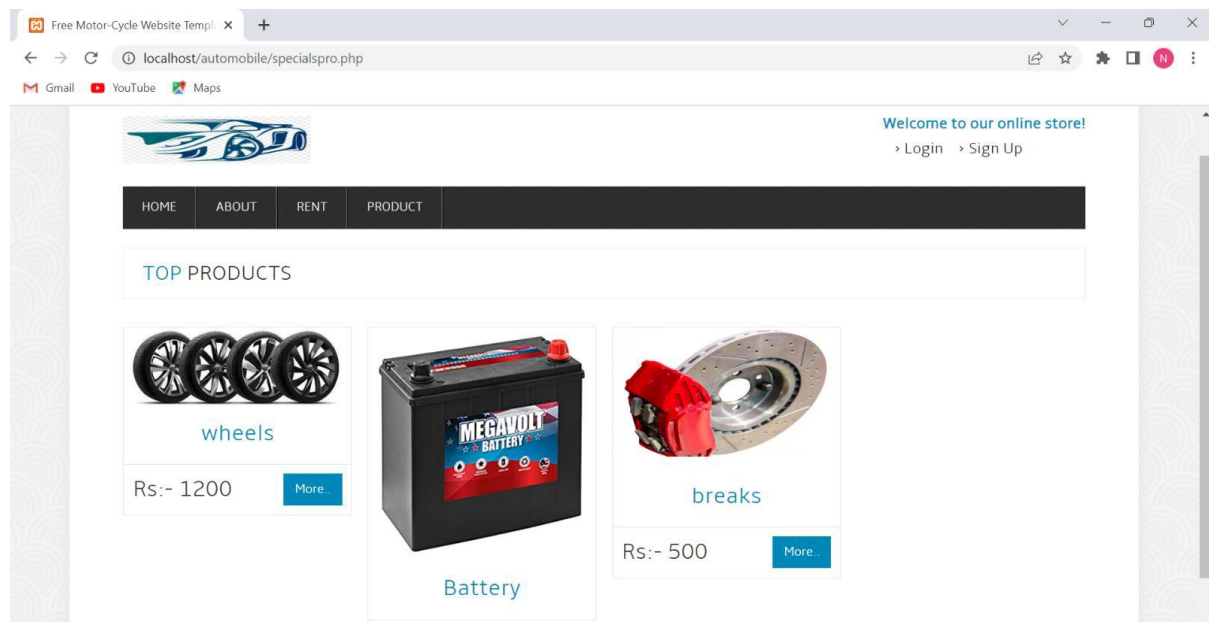 Free Motor-Cycle Website Templ
localhost/automobile/specialspro.php
N
Gmail YouTube Maps
Welcome to our online store!
› Login › Sign Up
HOME ABOUT RENT PRODUCT
TOP PRODUCTS
wheels
Rs:- 1200 More..
MEGAVOLT
BATTERY
Battery
breaks
Rs:- 500 More..